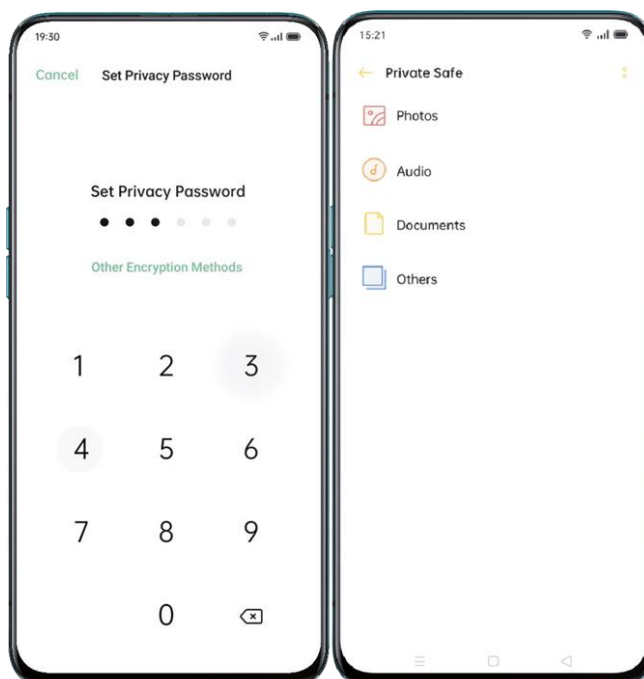 19:30
Cancel Set Privacy Password
Set Privacy Password
Other Encryption Methods
1 2 3
4 5 6
7 8 9
0
15:21
Private Safe
Photos
Audio
Documents
Others